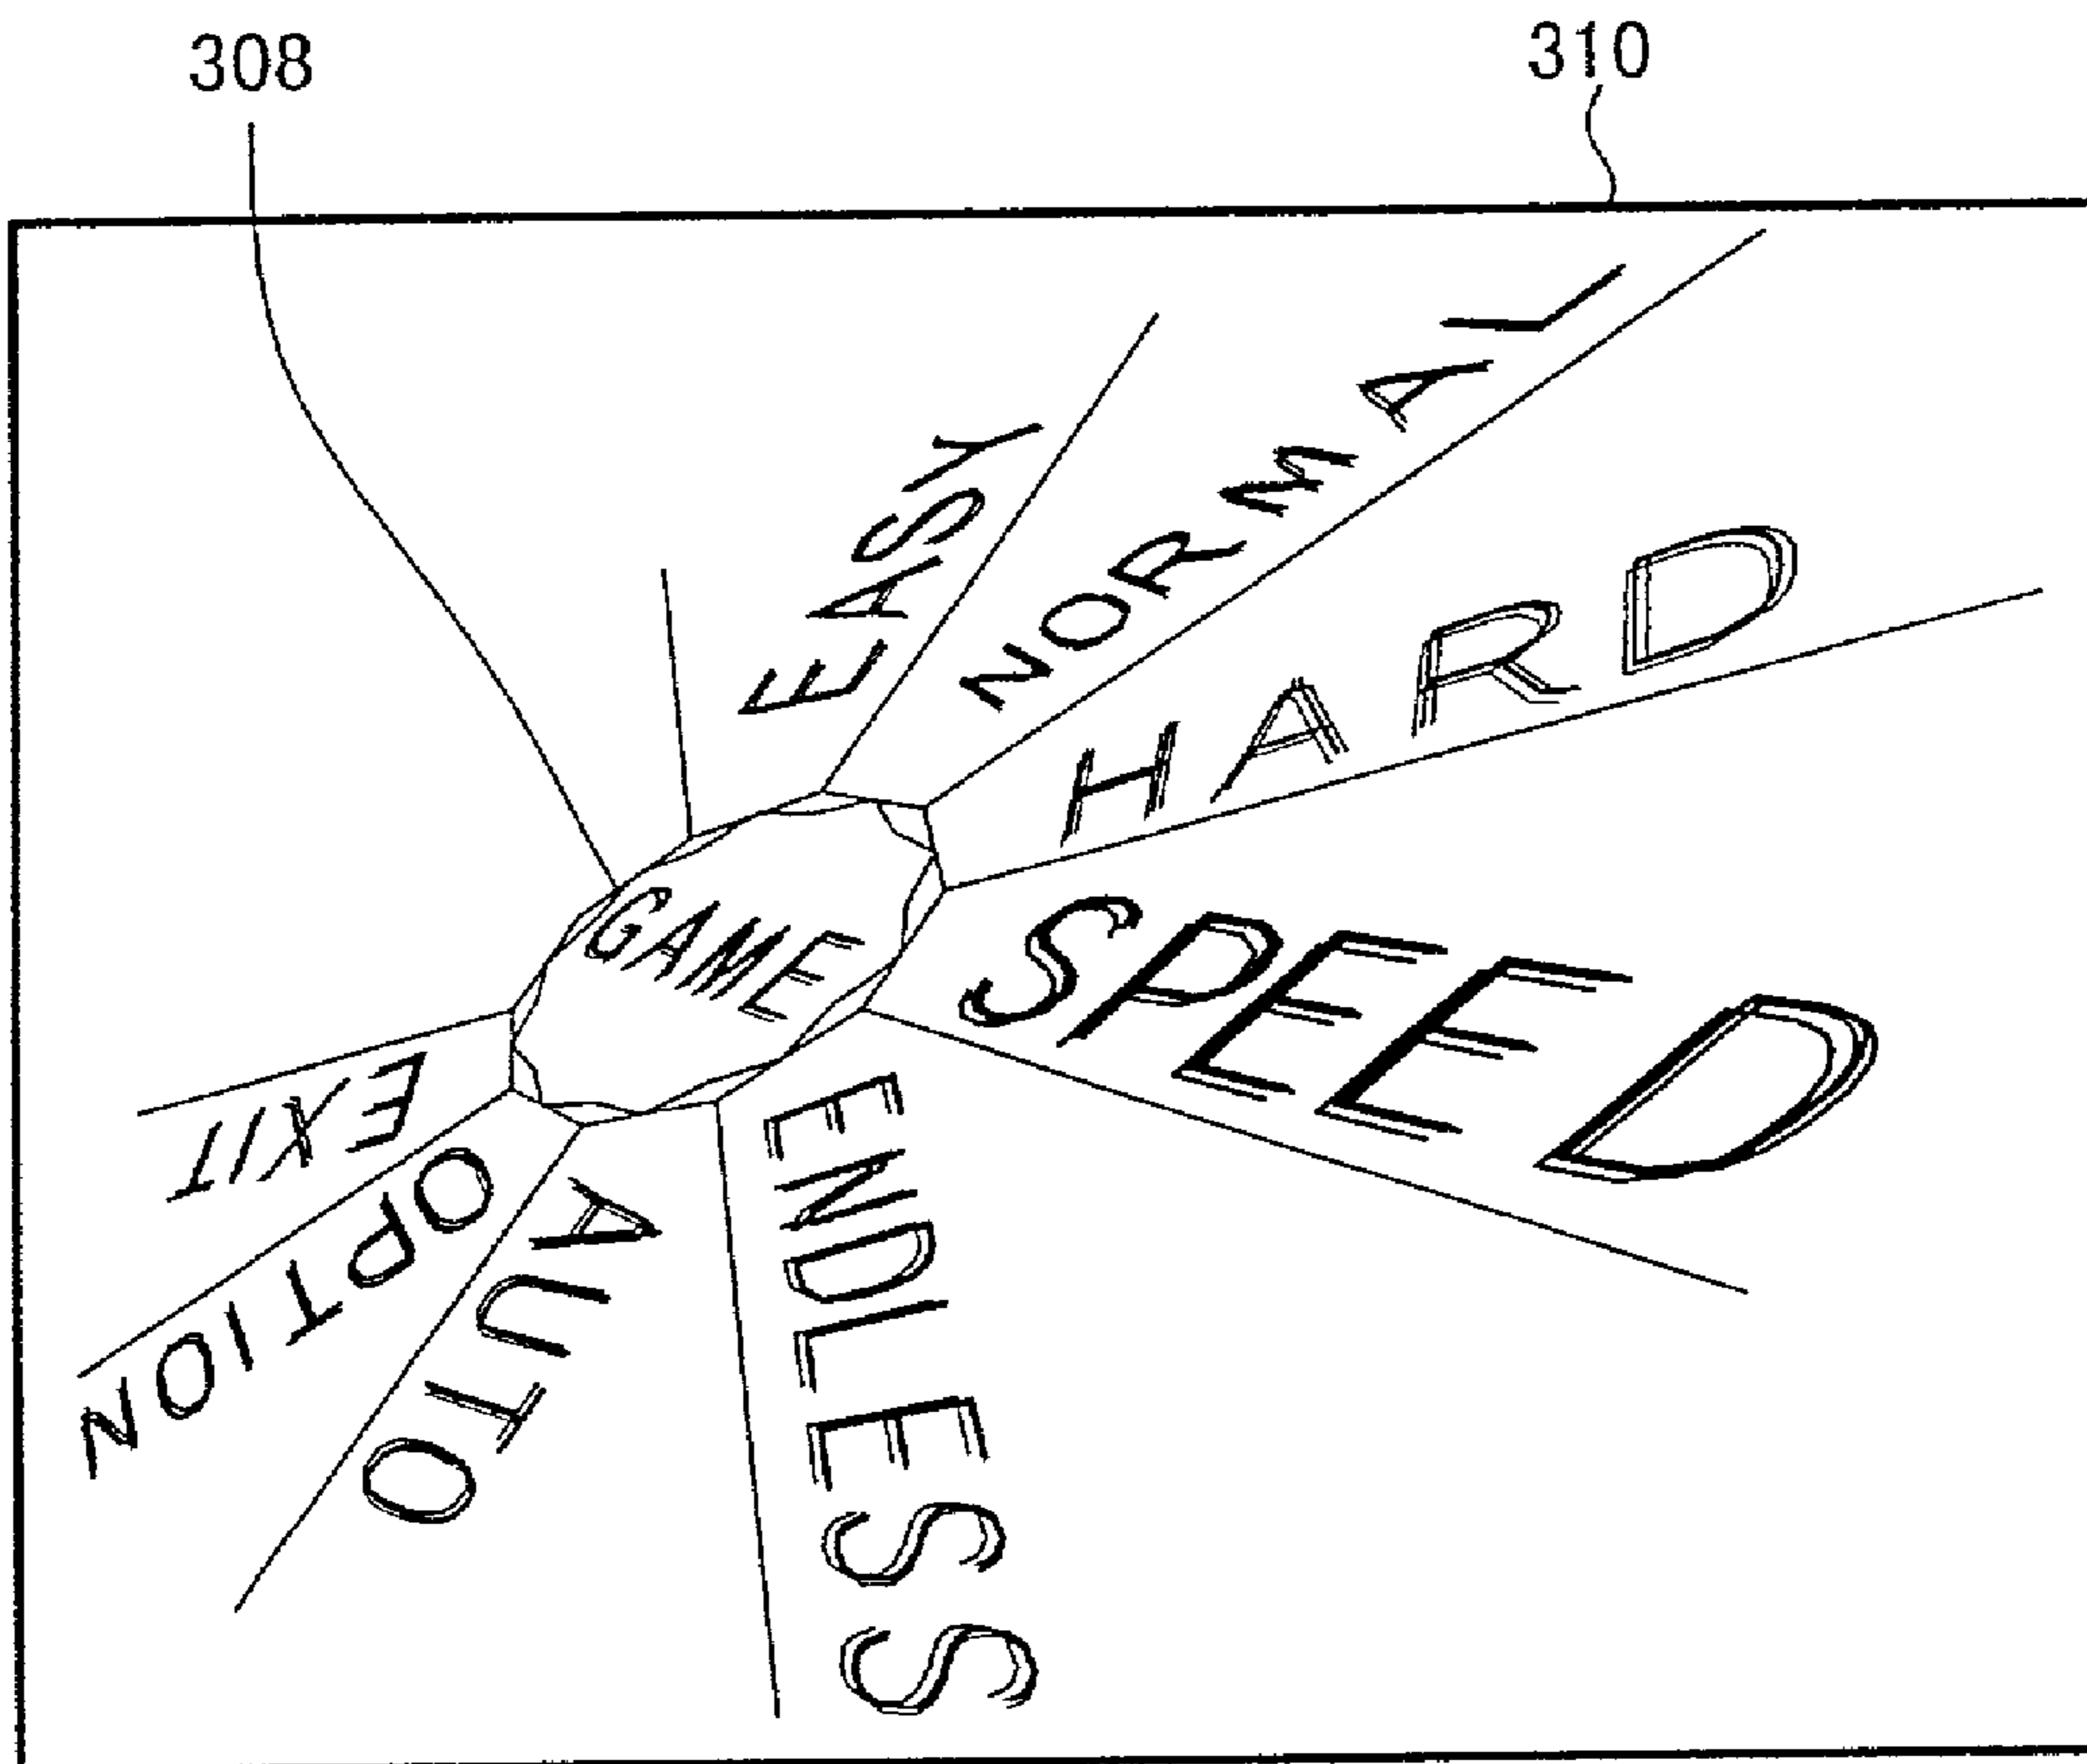 308
310
EASY
NORMAL
HARD
SPEED
ENDLESS
AUTO
OPTION
EXIT
GAME